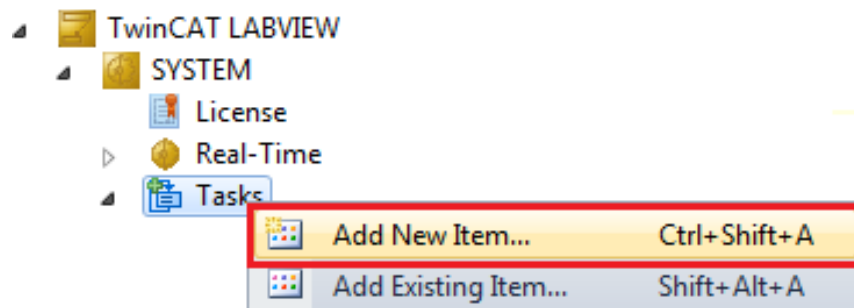 TwinCAT LABVIEW
SYSTEM
License
Real-Time
Tasks
Add New Item... Ctrl+Shift+A
Add Existing Item... Shift+Alt+A